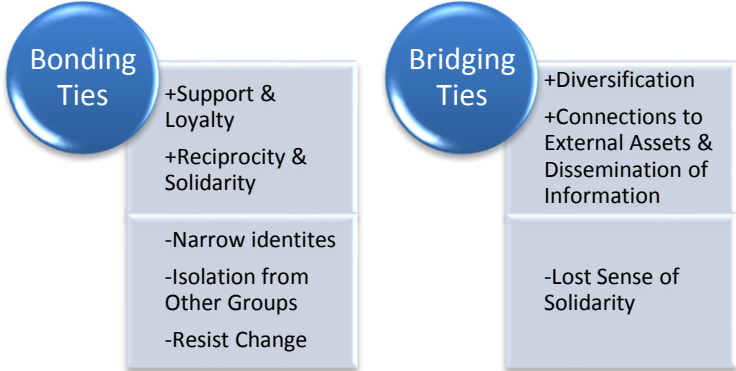 Bonding
Ties
+Support &
Loyalty
+Reciprocity &
Solidarity
-Narrow identites
-Isolation from
Other Groups
-Resist Change
Bridging
Ties
+Diversification
+Connections to
External Assets &
Dissemination of
Information
-Lost Sense of
Solidarity